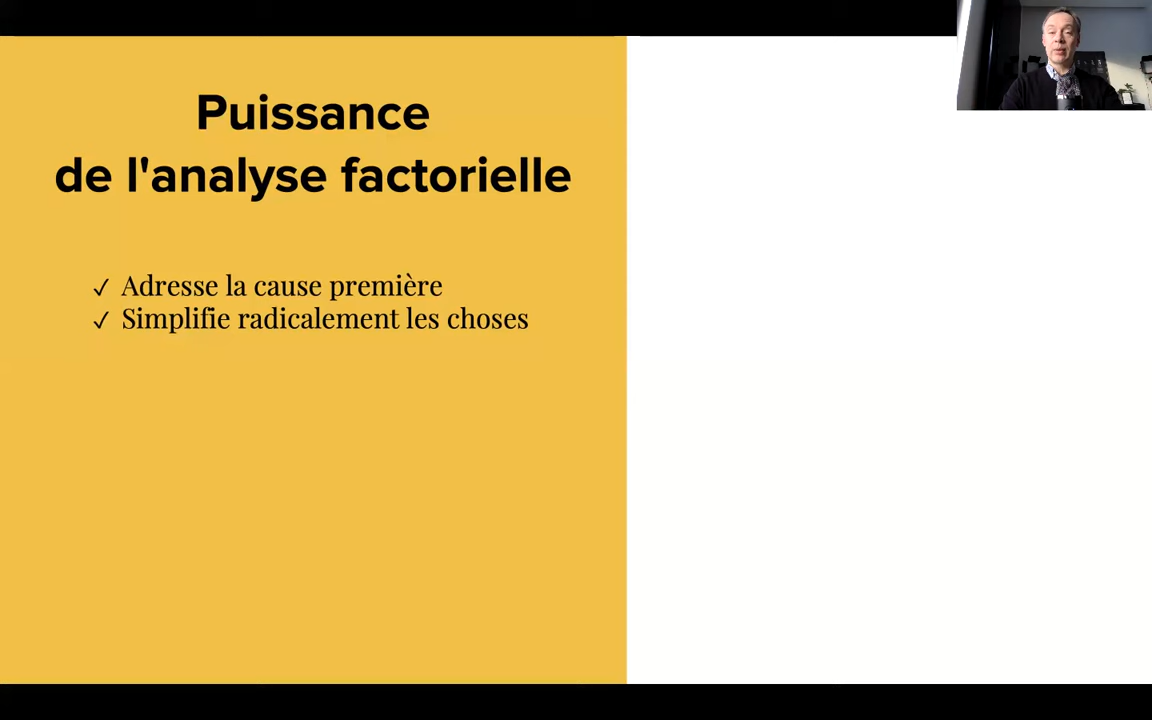 Puissance
de l'analyse factorielle
✓ Adresse la cause première
✓ Simplifie radicalement les choses